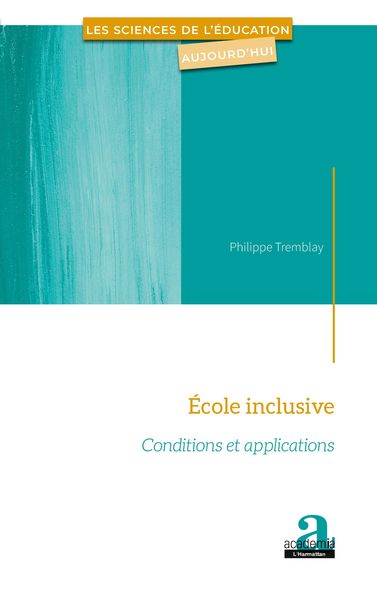 LES SCIENCES DE L'ÉDUCATION
AUJOURD'HUI
Philippe Tremblay
École inclusive
Conditions et applications
a
academia
L'Harmattan